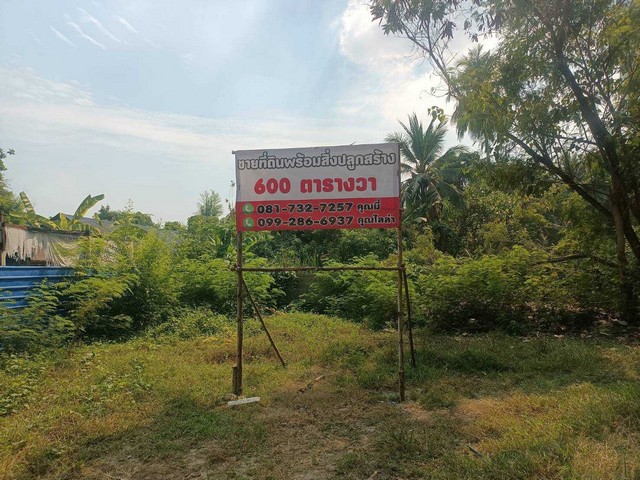 ขายที่ดินพร้อมสิ่งปลูกสร้าง
600 ตารางวา
081-732-7257 คุณมี่
099-286-6937 คุณไลล่า